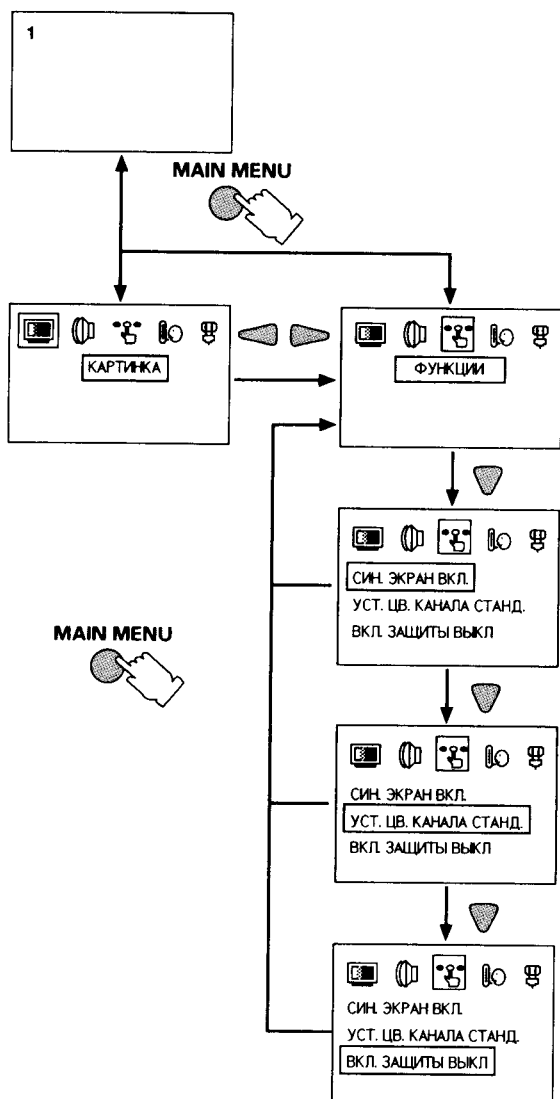 1
MAIN MENU
КАРТИНКА
ФУНКЦИИ
СИН. ЭКРАН ВКЛ.
УСТ. ЦВ. КАНАЛА СТАНД.
ВКЛ. ЗАЩИТЫ ВЫКЛ
MAIN MENU
СИН. ЭКРАН ВКЛ.
УСТ. ЦВ. КАНАЛА СТАНД.
ВКЛ. ЗАЩИТЫ ВЫКЛ
СИН. ЭКРАН ВКЛ.
УСТ. ЦВ. КАНАЛА СТАНД.
ВКЛ. ЗАЩИТЫ ВЫКЛ